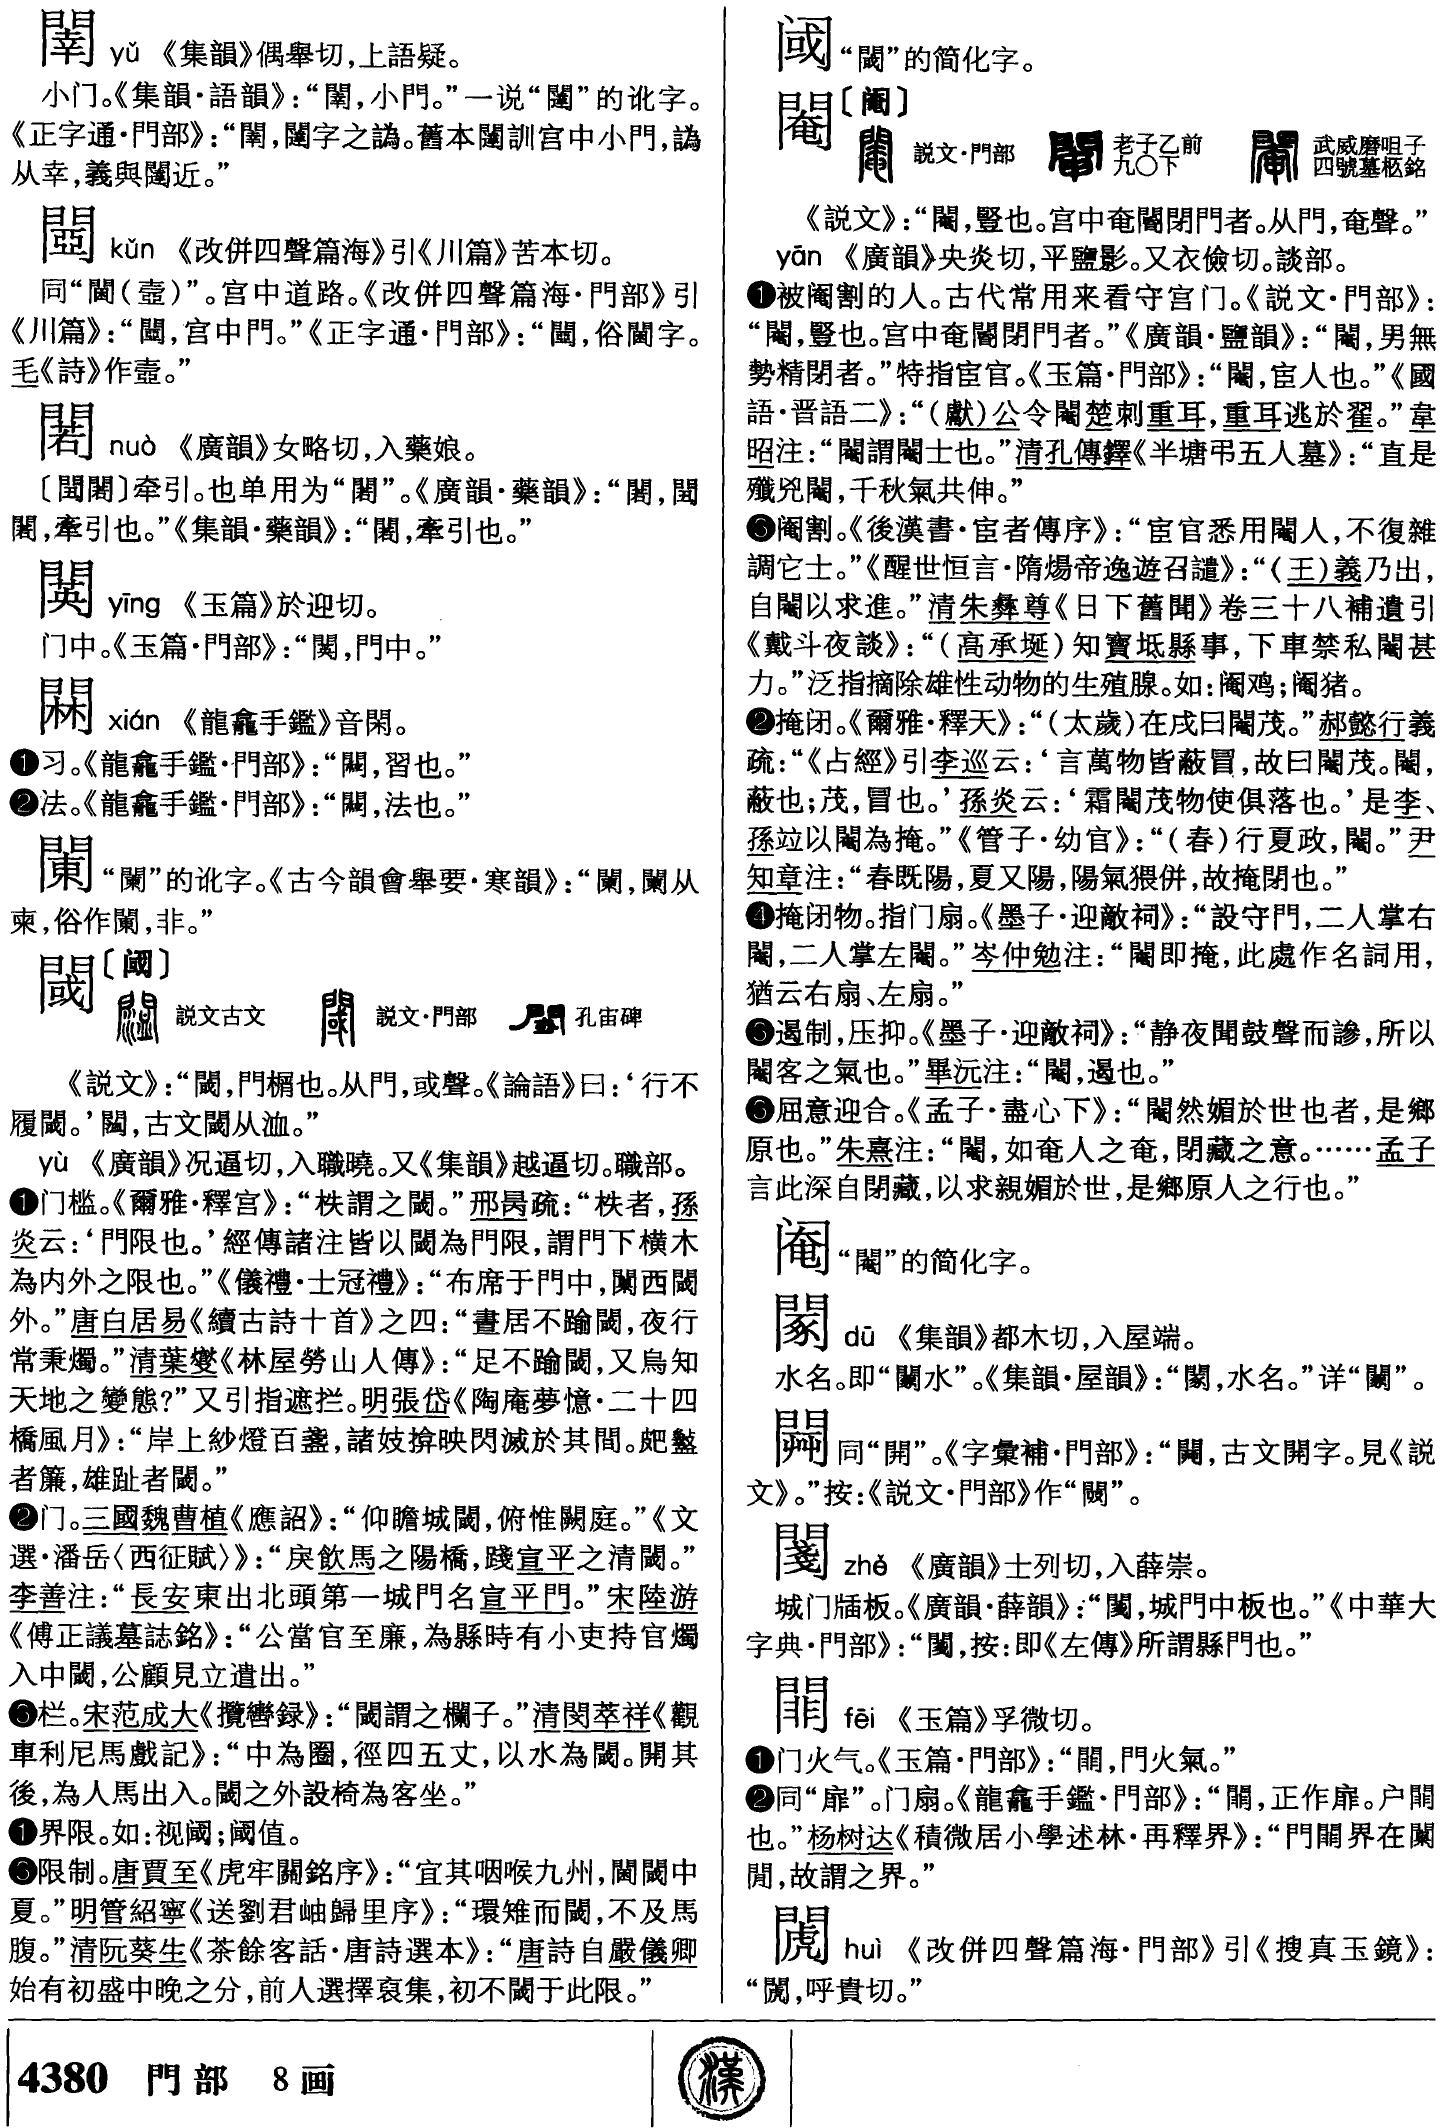 yǔ 《集韻》偶舉切,上語疑。
小门。《集韻·語韻》:“𨵱,小門。”一说“闥”的讹字。
《正字通·門部》:“,闥字之譌。舊本闥訓宫中小門,譌
从幸,義與闥近。”
kǔn 《改併四聲篇海》引《川篇》苦本切。
同“閫(壼)”。宫中道路。《改併四聲篇海·門部》引
《川篇》:“,宫中門。”《正字通·門部》:“,俗閫字。
毛《詩》作壼。”
nuò 《廣韻》女略切,入藥娘。
牵引。也单用为“”。《廣韻·藥韻》:“
,牽引也。”《集韻·藥韻》:“,牽引也。”
yīng 《玉篇》於迎切。
门中。《玉篇·門部》:“,門中。”
xián 《龍龕手鑑》音閑。
❶习。《龍龕手鑑·門部》:“,習也。”
❷法。《龍龕手鑑·門部》:“,法也。”
“闌”的讹字。《古今韻會舉要·寒韻》:“闌,闌从
柬,俗作䦨,非。”
閾〔阈〕
説文古文 説文·門部 孔宙碑
《説文》:“閾,門榍也。从門,或聲。《論語》曰:‘行不
履閾。’䦗,古文閾从洫。”
yù 《廣韻》况逼切,入職曉。又《集韻》越逼切。職部。
❶门槛。《爾雅·釋宫》:“柣謂之閾。”邢昺疏:“柣者,孫
炎云:‘門限也。’經傳諸注皆以閾為門限,謂門下横木
為内外之限也。”《儀禮·士冠禮》:“布席于門中,闑西閾
外。”唐白居易《續古詩十首》之四:“晝居不踰閾,夜行
常秉燭。”清葉燮《林屋勞山人傳》:“足不踰閾,又烏知
天地之變態?”又引指遮拦。明張岱《陶庵夢憶·二十四
橋風月》:“岸上紗燈百盞,諸妓揜映閃滅於其間。𤿎盭
者簾,雄趾者閾。”
❷门。三國魏曹植《應詔》:“仰瞻城閾,俯惟闕庭。”《文
選·潘岳〈西征賦〉》:“戾飲馬之陽橋,踐宣平之清閾。”
李善注:“長安東出北頭第一城門名宣平門。”宋陸游
《傅正議墓誌銘》:“公當官至廉,為縣時有小吏持官燭
入中閾,公顧見立遣出。”
❸栏。宋范成大《攬轡録》:“閾謂之欄子。”清閔萃祥《觀
車利尼馬戲記》:“中為圈,徑四五丈,以水為閾。開其
後,為人馬出入。閾之外設椅為客坐。”
❹界限。如:视阈;阈值。
❺限制。唐賈至《虎牢關銘序》:“宜其咽喉九州,閫閾中
夏。”明管紹寧《送劉君岫歸里序》:“環雉而閾,不及馬
腹。”清阮葵生《茶餘客話·唐詩選本》:“唐詩自嚴儀卿
始有初盛中晚之分,前人選擇裒集,初不閾于此限。”
阈 “閾”的简化字。
閹〔阉〕
説文·門部 老子乙前九〇下 武威磨咀子四號墓柩銘
《説文》:“閹,豎也。宫中奄閽閉門者。从門,奄聲。”
yān 《廣韻》央炎切,平鹽影。又衣儉切。談部。
❶被阉割的人。古代常用来看守宫门。《説文·門部》:
“閹,豎也。宫中奄閽閉門者。”《廣韻·鹽韻》:“閹,男無
勢精閉者。”特指宦官。《玉篇·門部》:“閹,宦人也。”《國
語·晋語二》:“(獻)公令閹楚刺重耳,重耳逃於翟。”韋
昭注:“閹謂閹士也。”清孔傳鐸《半塘弔五人墓》:“直是
殲兇閹,千秋氣共伸。”
❷阉割。《後漢書·宦者傳序》:“宦官悉用閹人,不復雜
調它士。”《醒世恒言·隋煬帝逸遊召譴》:“(王)義乃出,
自閹以求進。”清朱彝尊《日下舊聞》卷三十八補遺引
《戴斗夜談》:“(高承埏)知寶坻縣事,下車禁私閹甚
力。”泛指摘除雄性动物的生殖腺。如:阉鸡;阉猪。
❸掩闭。《爾雅·釋天》:“(太歲)在戌曰閹茂。”郝懿行義
疏:“《占經》引李巡云:‘言萬物皆蔽冒,故曰閹茂。閹,
蔽也;茂,冒也。’孫炎云:‘霜閹茂物使俱落也。’是李、
孫竝以閹為掩。”《管子·幼官》:“(春)行夏政,閹。”尹
知章注:“春既陽,夏又陽,陽氣猥併,故掩閉也。”
❹掩闭物。指门扇。《墨子·迎敵祠》:“設守門,二人掌右
閹,二人掌左閹。”岑仲勉注:“閹即掩,此處作名詞用,
猶云右扇、左扇。”
❺遏制,压抑。《墨子·迎敵祠》:“静夜聞鼓聲而諺,所以
閹客之氣也。”畢沅注:“閹,遏也。”
❻屈意迎合。《孟子·盡心下》:“閹然媚於世也者,是鄉
原也。”朱熹注:“閹,如奄人之奄,閉藏之意。……孟子
言此深自閉藏,以求親媚於世,是鄉原人之行也。”
阉 “閹”的简化字。
dū 《集韻》都木切,入屋端。
水名。即“水”。《集韻·屋韻》:“,水名。”详“”。
同“開”。《字彙補·門部》:“,古文開字。見《説
文》。”按:《説文·門部》作“”。
zhě 《廣韻》士列切,入薛崇。
城门牐板。《廣韻·薛韻》:“,城門中板也。”《中華大
字典·門部》:“,按:即《左傳》所謂縣門也。”
fēi 《玉篇》孚微切。
❶门火气。《玉篇·門部》:“,門火氣。”
❷同“扉”。门扇。《龍龕手鑑·門部》:“,正作扉。户
也。”杨树达《積微居小學述林·再釋界》:“門開界在闑
閒,故謂之界。”
huì 《改併四聲篇海·門部》引《搜真玉鏡》:
“,呼貴切。”
4380 門部 8画
漢